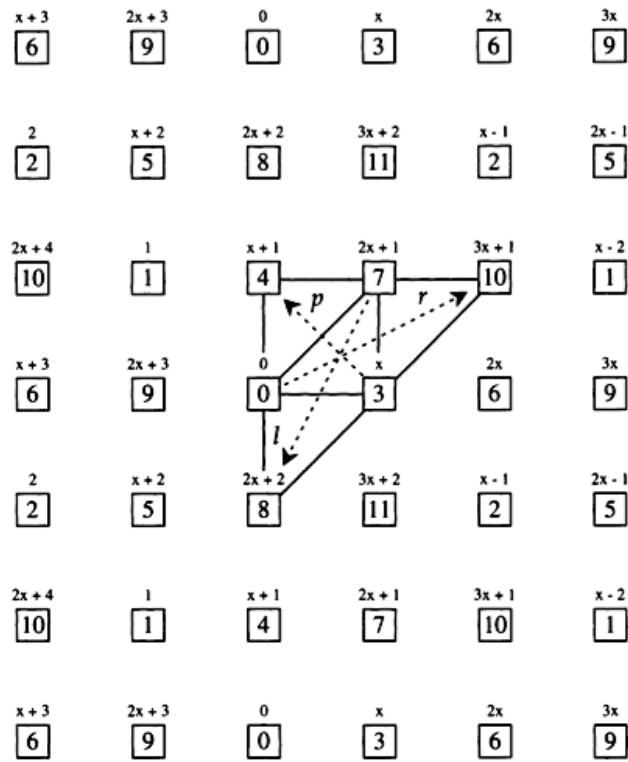 x + 3 2x + 3 0 x 2x 3x
6 9 0 3 6 9
2 x + 2 2x + 2 3x + 2 x - 1 2x - 1
2 5 8 11 2 5
2x + 4 1 x + 1 2x + 1 3x + 1 x - 2
10 1 4 7 10 1
p r
x + 3 2x + 3 0 x 2x 3x
6 9 0 3 6 9
l
2 x + 2 2x + 2 3x + 2 x - 1 2x - 1
2 5 8 11 2 5
2x + 4 1 x + 1 2x + 1 3x + 1 x - 2
10 1 4 7 10 1
x + 3 2x + 3 0 x 2x 3x
6 9 0 3 6 9